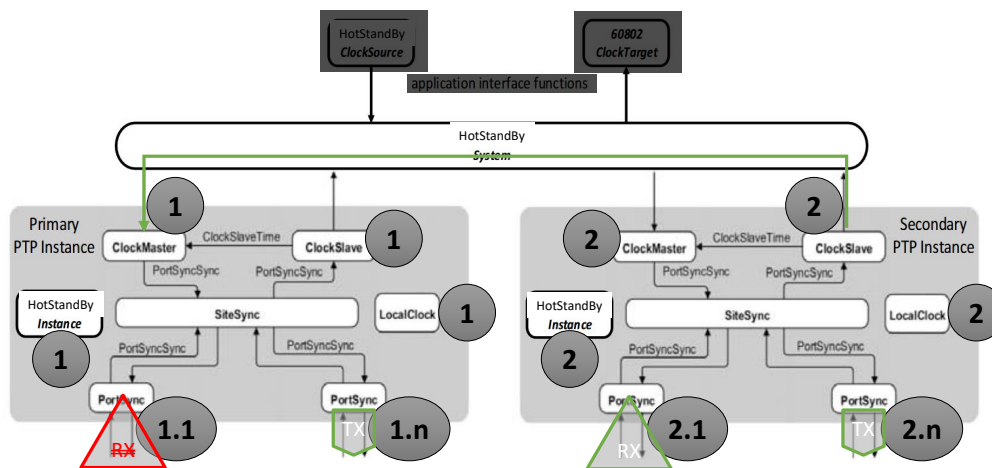 HotStandBy
ClockSource
60802
ClockTarget
application interface functions
HotStandBy
System
Primary
PTP Instance
1
ClockMaster
ClockSlaveTime
ClockSlave
1
PortSyncSync
PortSyncSync
HotStandBy
Instance
1
SiteSync
LocalClock
1
PortSyncSync
PortSyncSync
PortSync
RX
1.1
PortSync
TX
1.n
Secondary
PTP Instance
2
ClockMaster
ClockSlaveTime
2
ClockSlave
PortSyncSync
PortSyncSync
HotStandBy
Instance
2
SiteSync
LocalClock
2
PortSyncSync
PortSyncSync
PortSync
RX
2.1
PortSync
TX
2.n